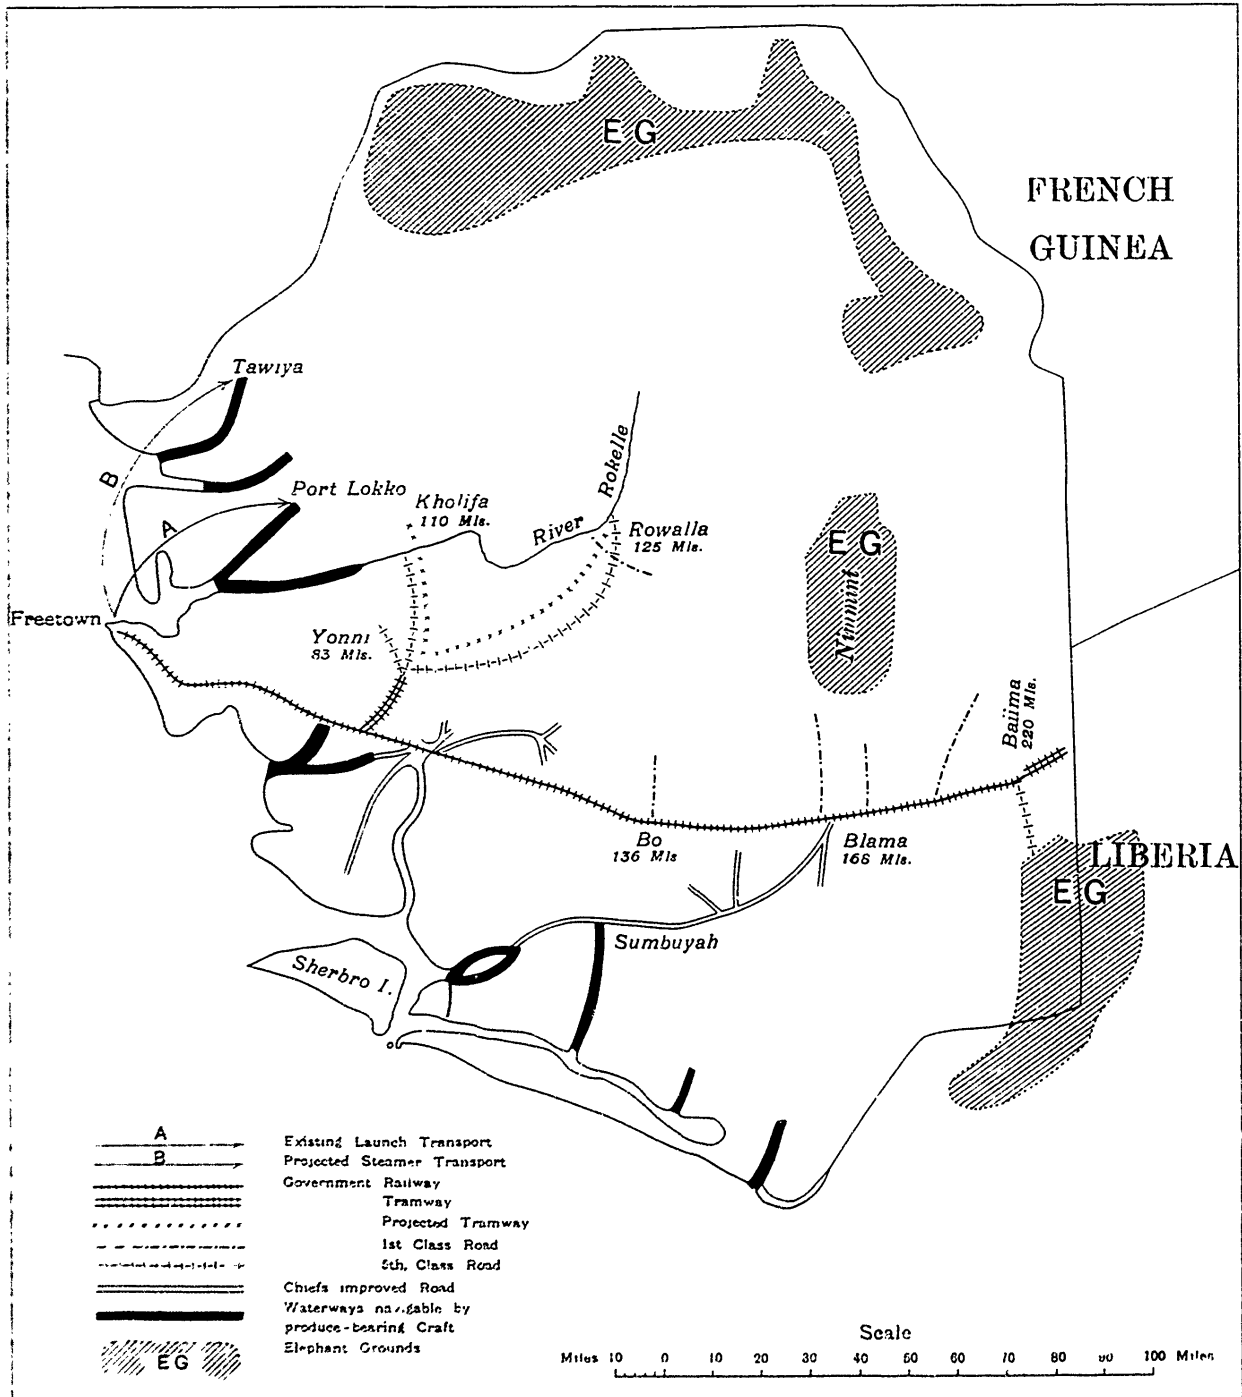 E G
FRENCH
GUINEA
Tawiya
B
Port Lokko
A
Kholifa
110 Mls.
River Rokelle
Rowalla
125 Mls.
E G
Nimmini
Freetown
Yonni
83 Mls.
Baiima
220 Mls.
Bo
136 Mls
Blama
168 Mls.
LIBERIA
E G
Sumbuyah
Sherbro I.
A Existing Launch Transport
B Projected Steamer Transport
Government Railway
Tramway
Projected Tramway
1st Class Road
5th. Class Road
Chiefs improved Road
Waterways navigable by
produce-bearing Craft
E G Elephant Grounds
Scale
Miles 10 0 10 20 30 40 50 60 70 80 90 100 Miles